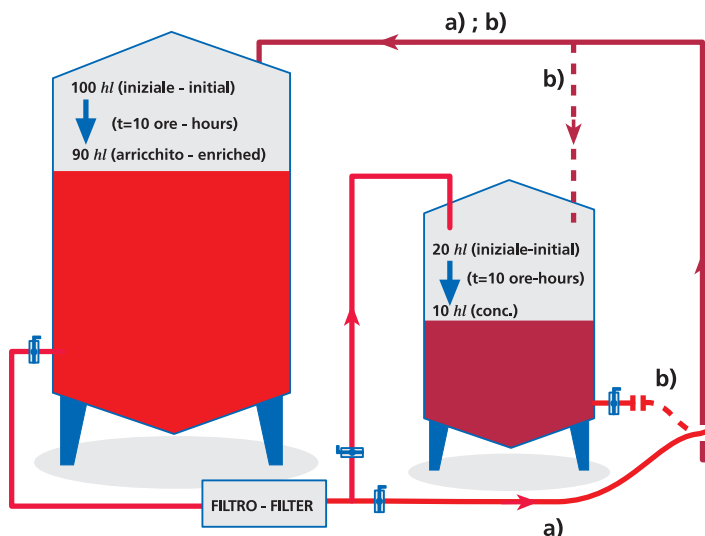 a) ; b)
b)
100 hl (iniziale - initial)
(t=10 ore - hours)
90 hl (arricchito - enriched)
20 hl (iniziale-initial)
(t=10 ore-hours)
10 hl (conc.)
b)
FILTRO - FILTER
a)